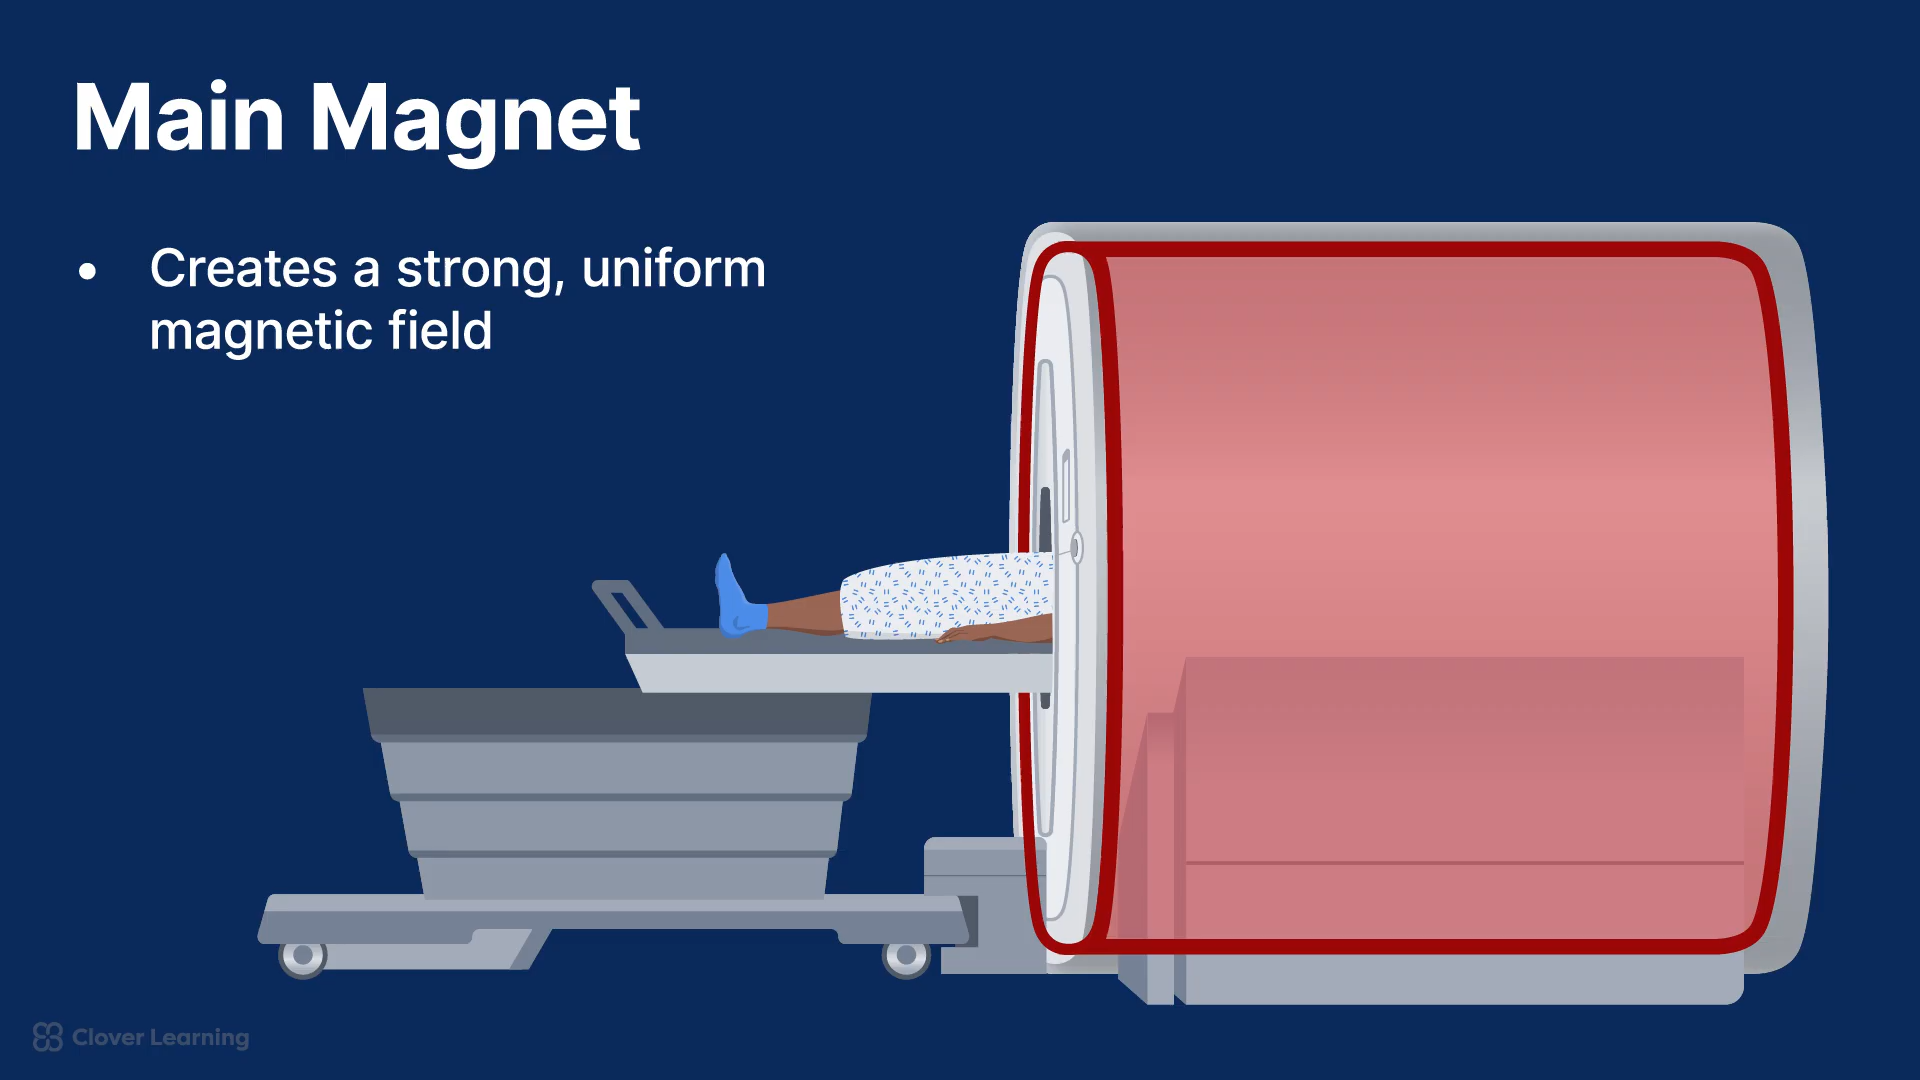 Main Magnet
• Creates a strong, uniform
magnetic field
Clover Learning